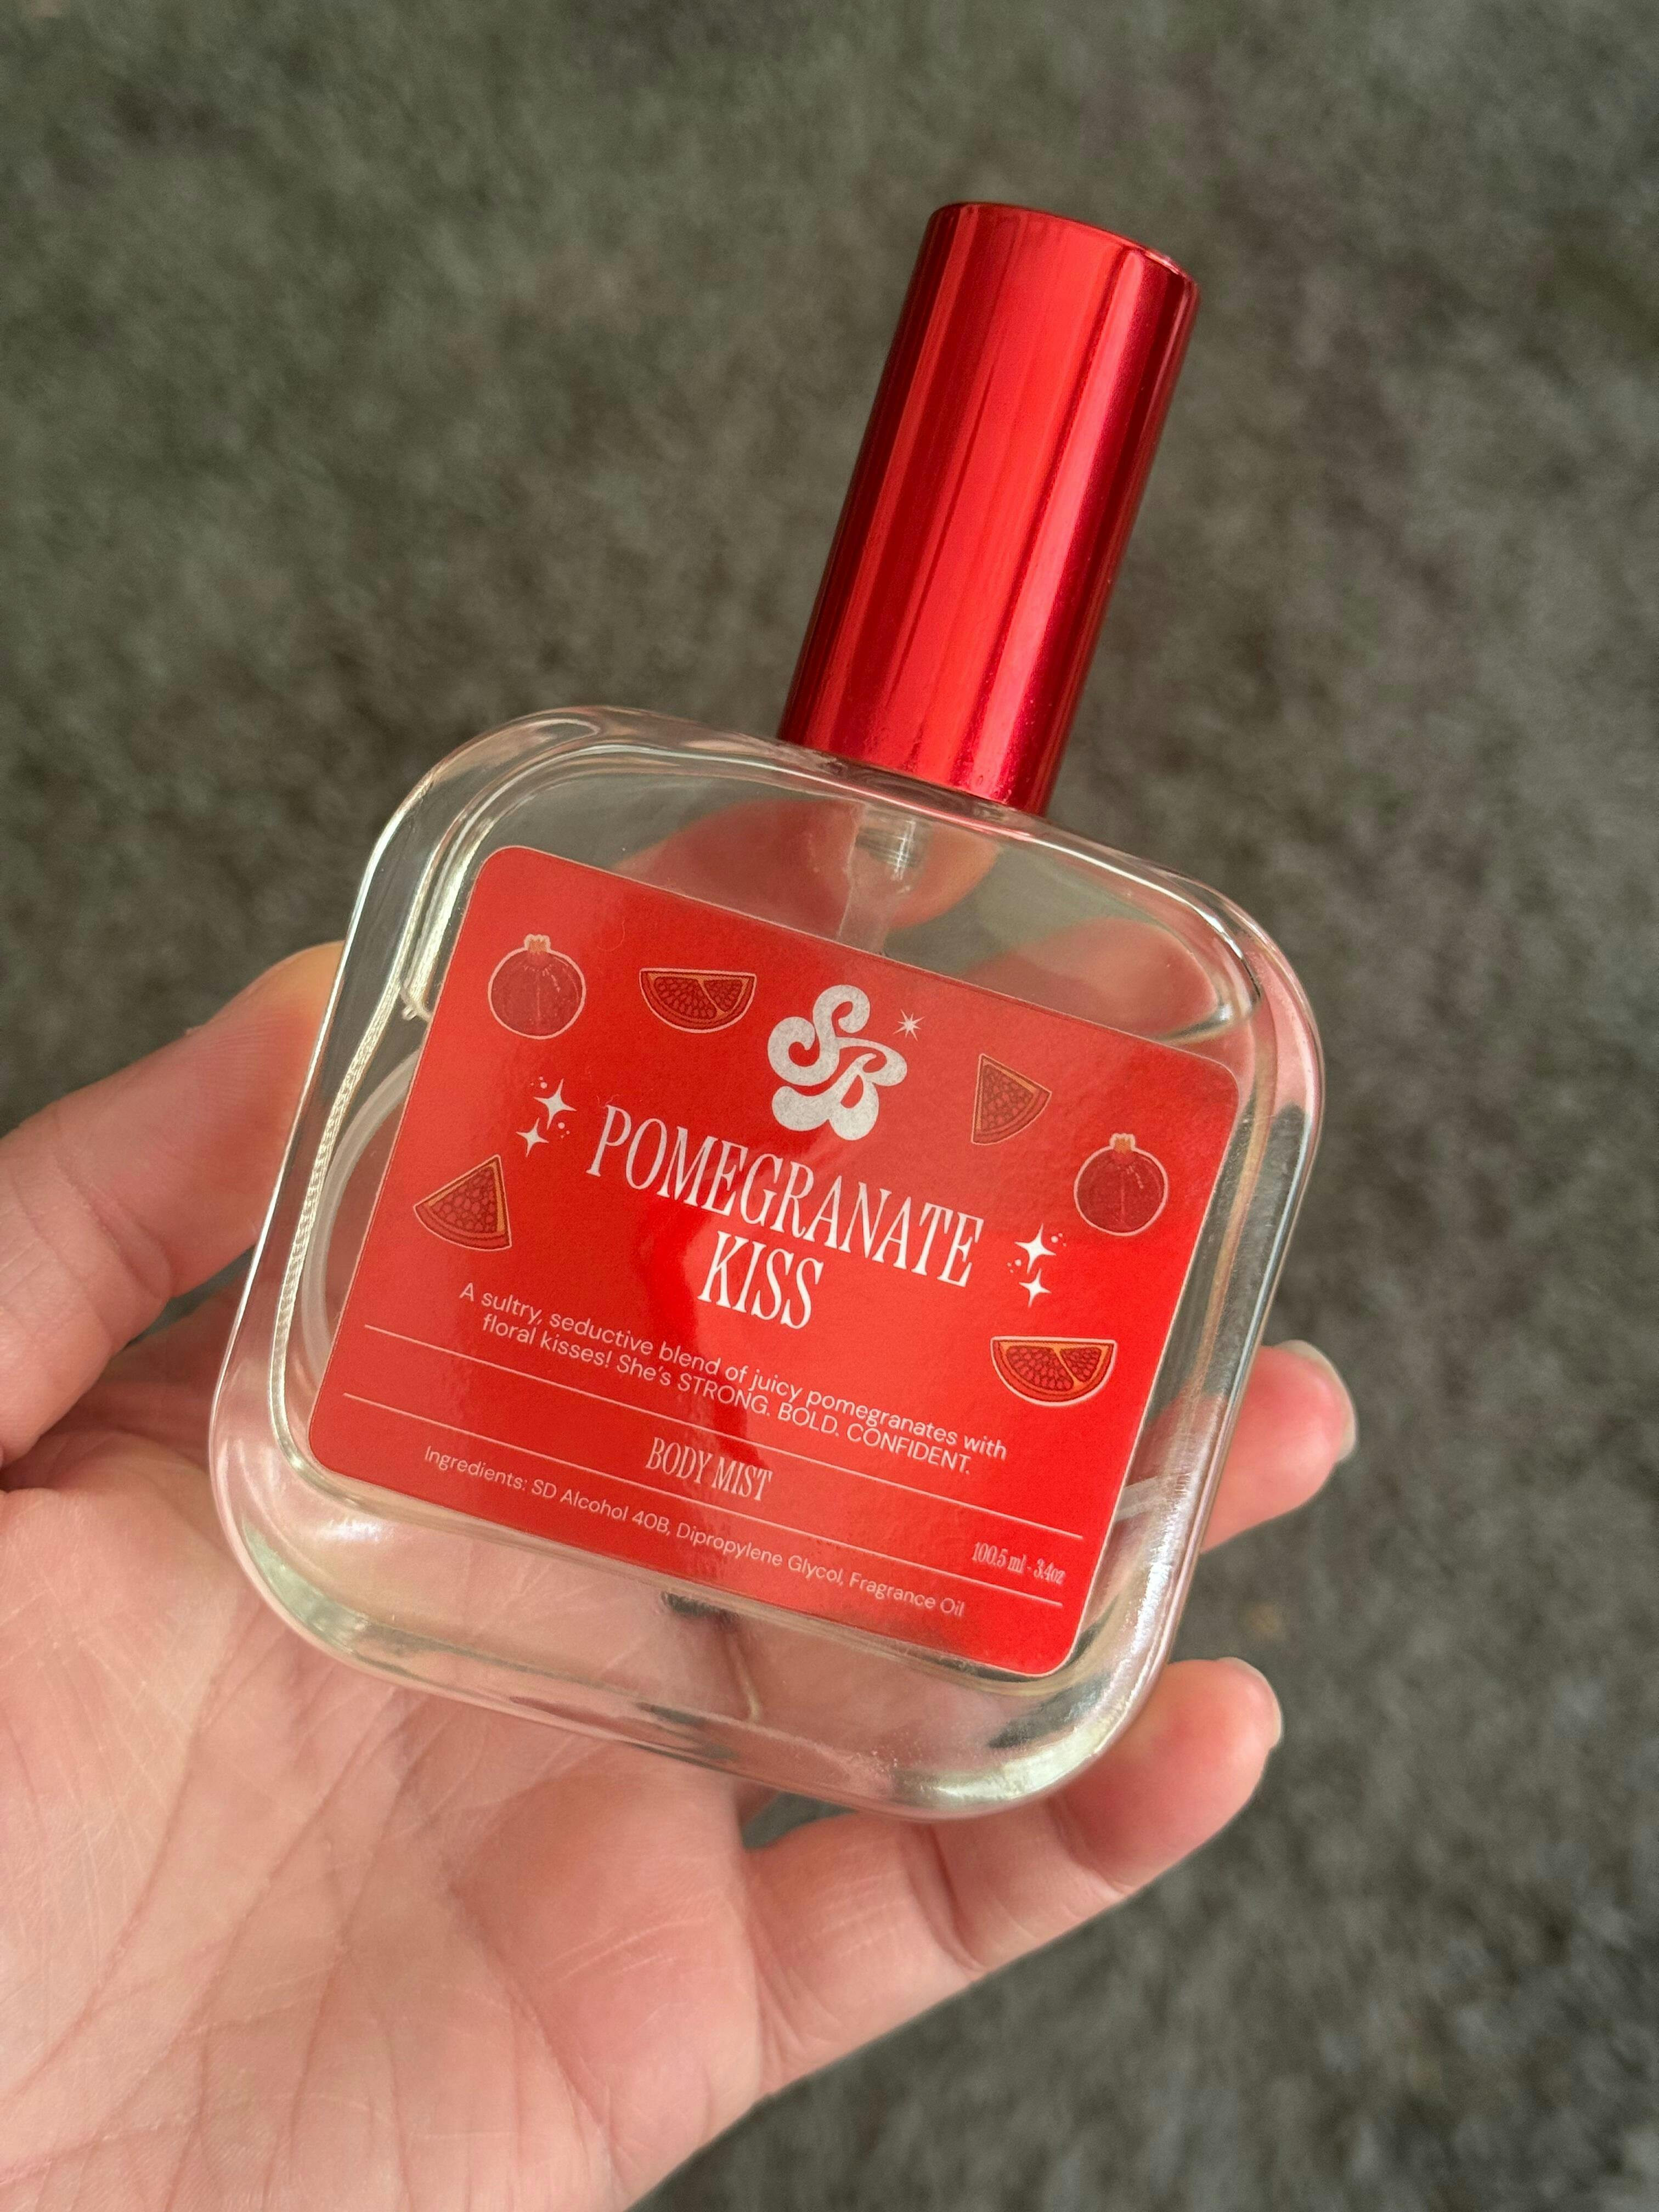 SB
POMEGRANATE
KISS
A sultry, seductive blend of juicy pomegranates with
floral kisses! She's STRONG. BOLD. CONFIDENT.
BODY MIST
100.5 ml - 3.4oz
Ingredients: SD Alcohol 40B, Dipropylene Glycol, Fragrance Oil